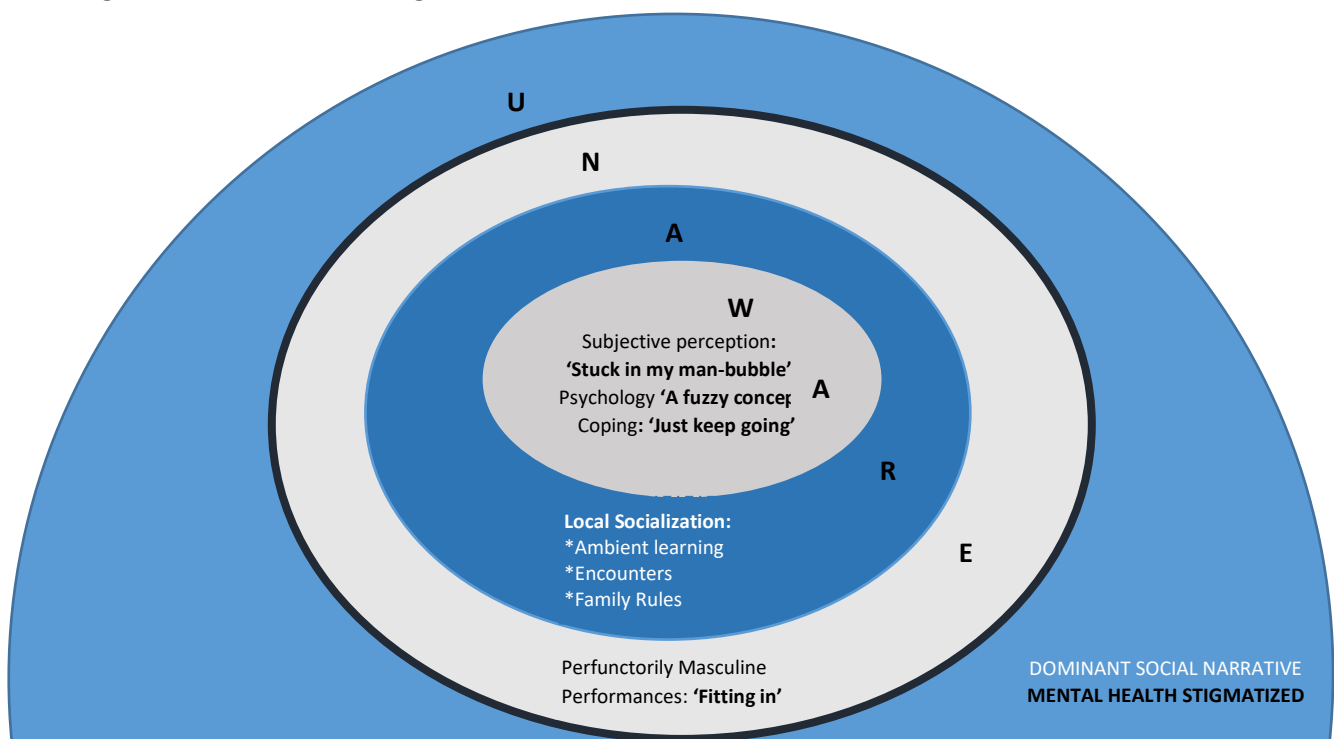 U
N
A
W
Subjective perception:
‘Stuck in my man-bubble’
A
Psychology ‘A fuzzy concep
Coping: ‘Just keep going’
R
Local Socialization:
*Ambient learning
E
*Encounters
*Family Rules
Perfunctorily Masculine
Performances: ‘Fitting in’
DOMINANT SOCIAL NARRATIVE
MENTAL HEALTH STIGMATIZED